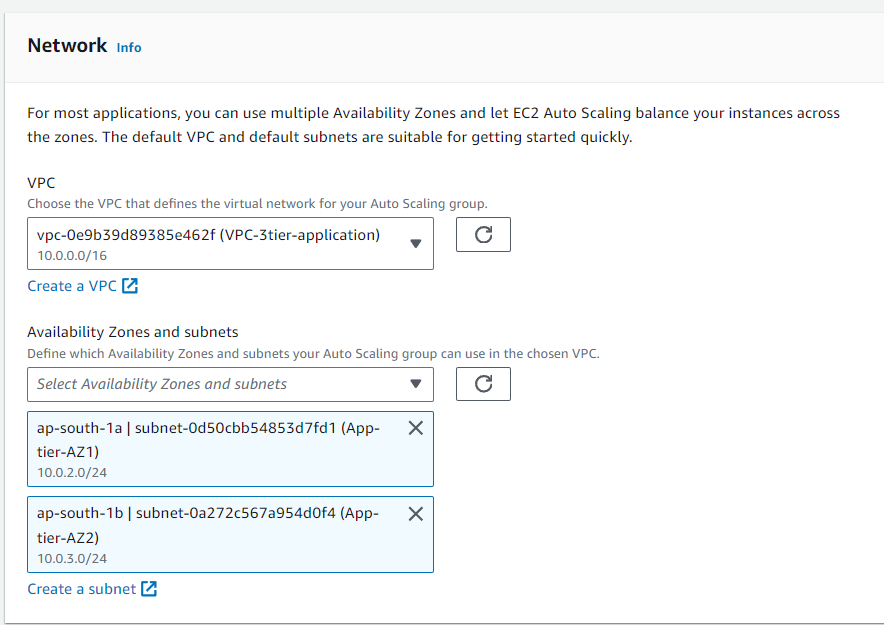 Network Info
For most applications, you can use multiple Availability Zones and let EC2 Auto Scaling balance your instances across
the zones. The default VPC and default subnets are suitable for getting started quickly.
VPC
Choose the VPC that defines the virtual network for your Auto Scaling group.
vpc-0e9b39d89385e462f (VPC-3tier-application)
10.0.0.0/16
Create a VPC
Availability Zones and subnets
Define which Availability Zones and subnets your Auto Scaling group can use in the chosen VPC.
Select Availability Zones and subnets
ap-south-1a | subnet-0d50cbb54853d7fd1 (App-
tier-AZ1)
10.0.2.0/24
ap-south-1b | subnet-0a272c567a954d0f4 (App-
tier-AZ2)
10.0.3.0/24
Create a subnet